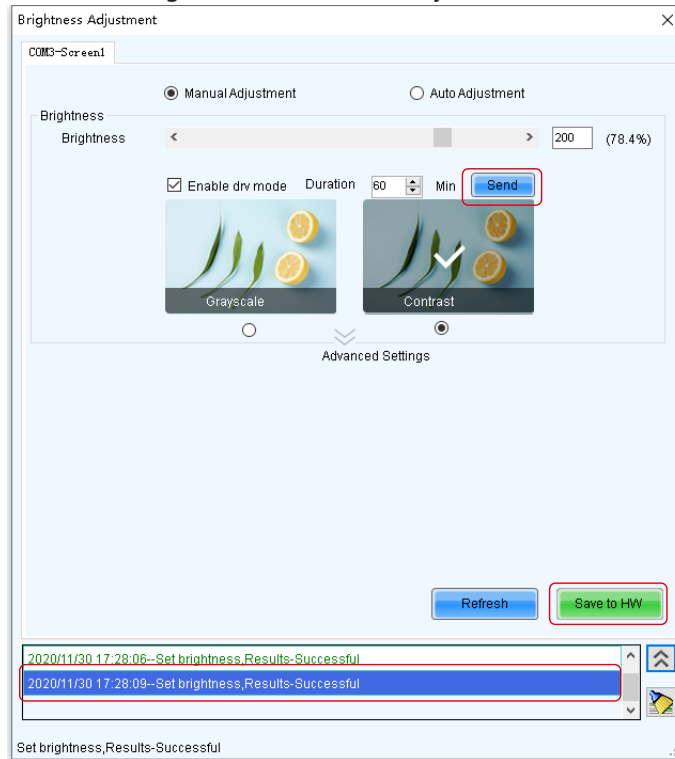 Brightness Adjustment
COM3-Screen1
Manual Adjustment Auto Adjustment
Brightness
Brightness 200 (78.4%)
Enable drv mode Duration 60 Min Send
Grayscale Contrast
Advanced Settings
Refresh Save to HW
2020/11/30 17:28:06--Set brightness,Results-Successful
2020/11/30 17:28:09--Set brightness,Results-Successful
Set brightness,Results-Successful